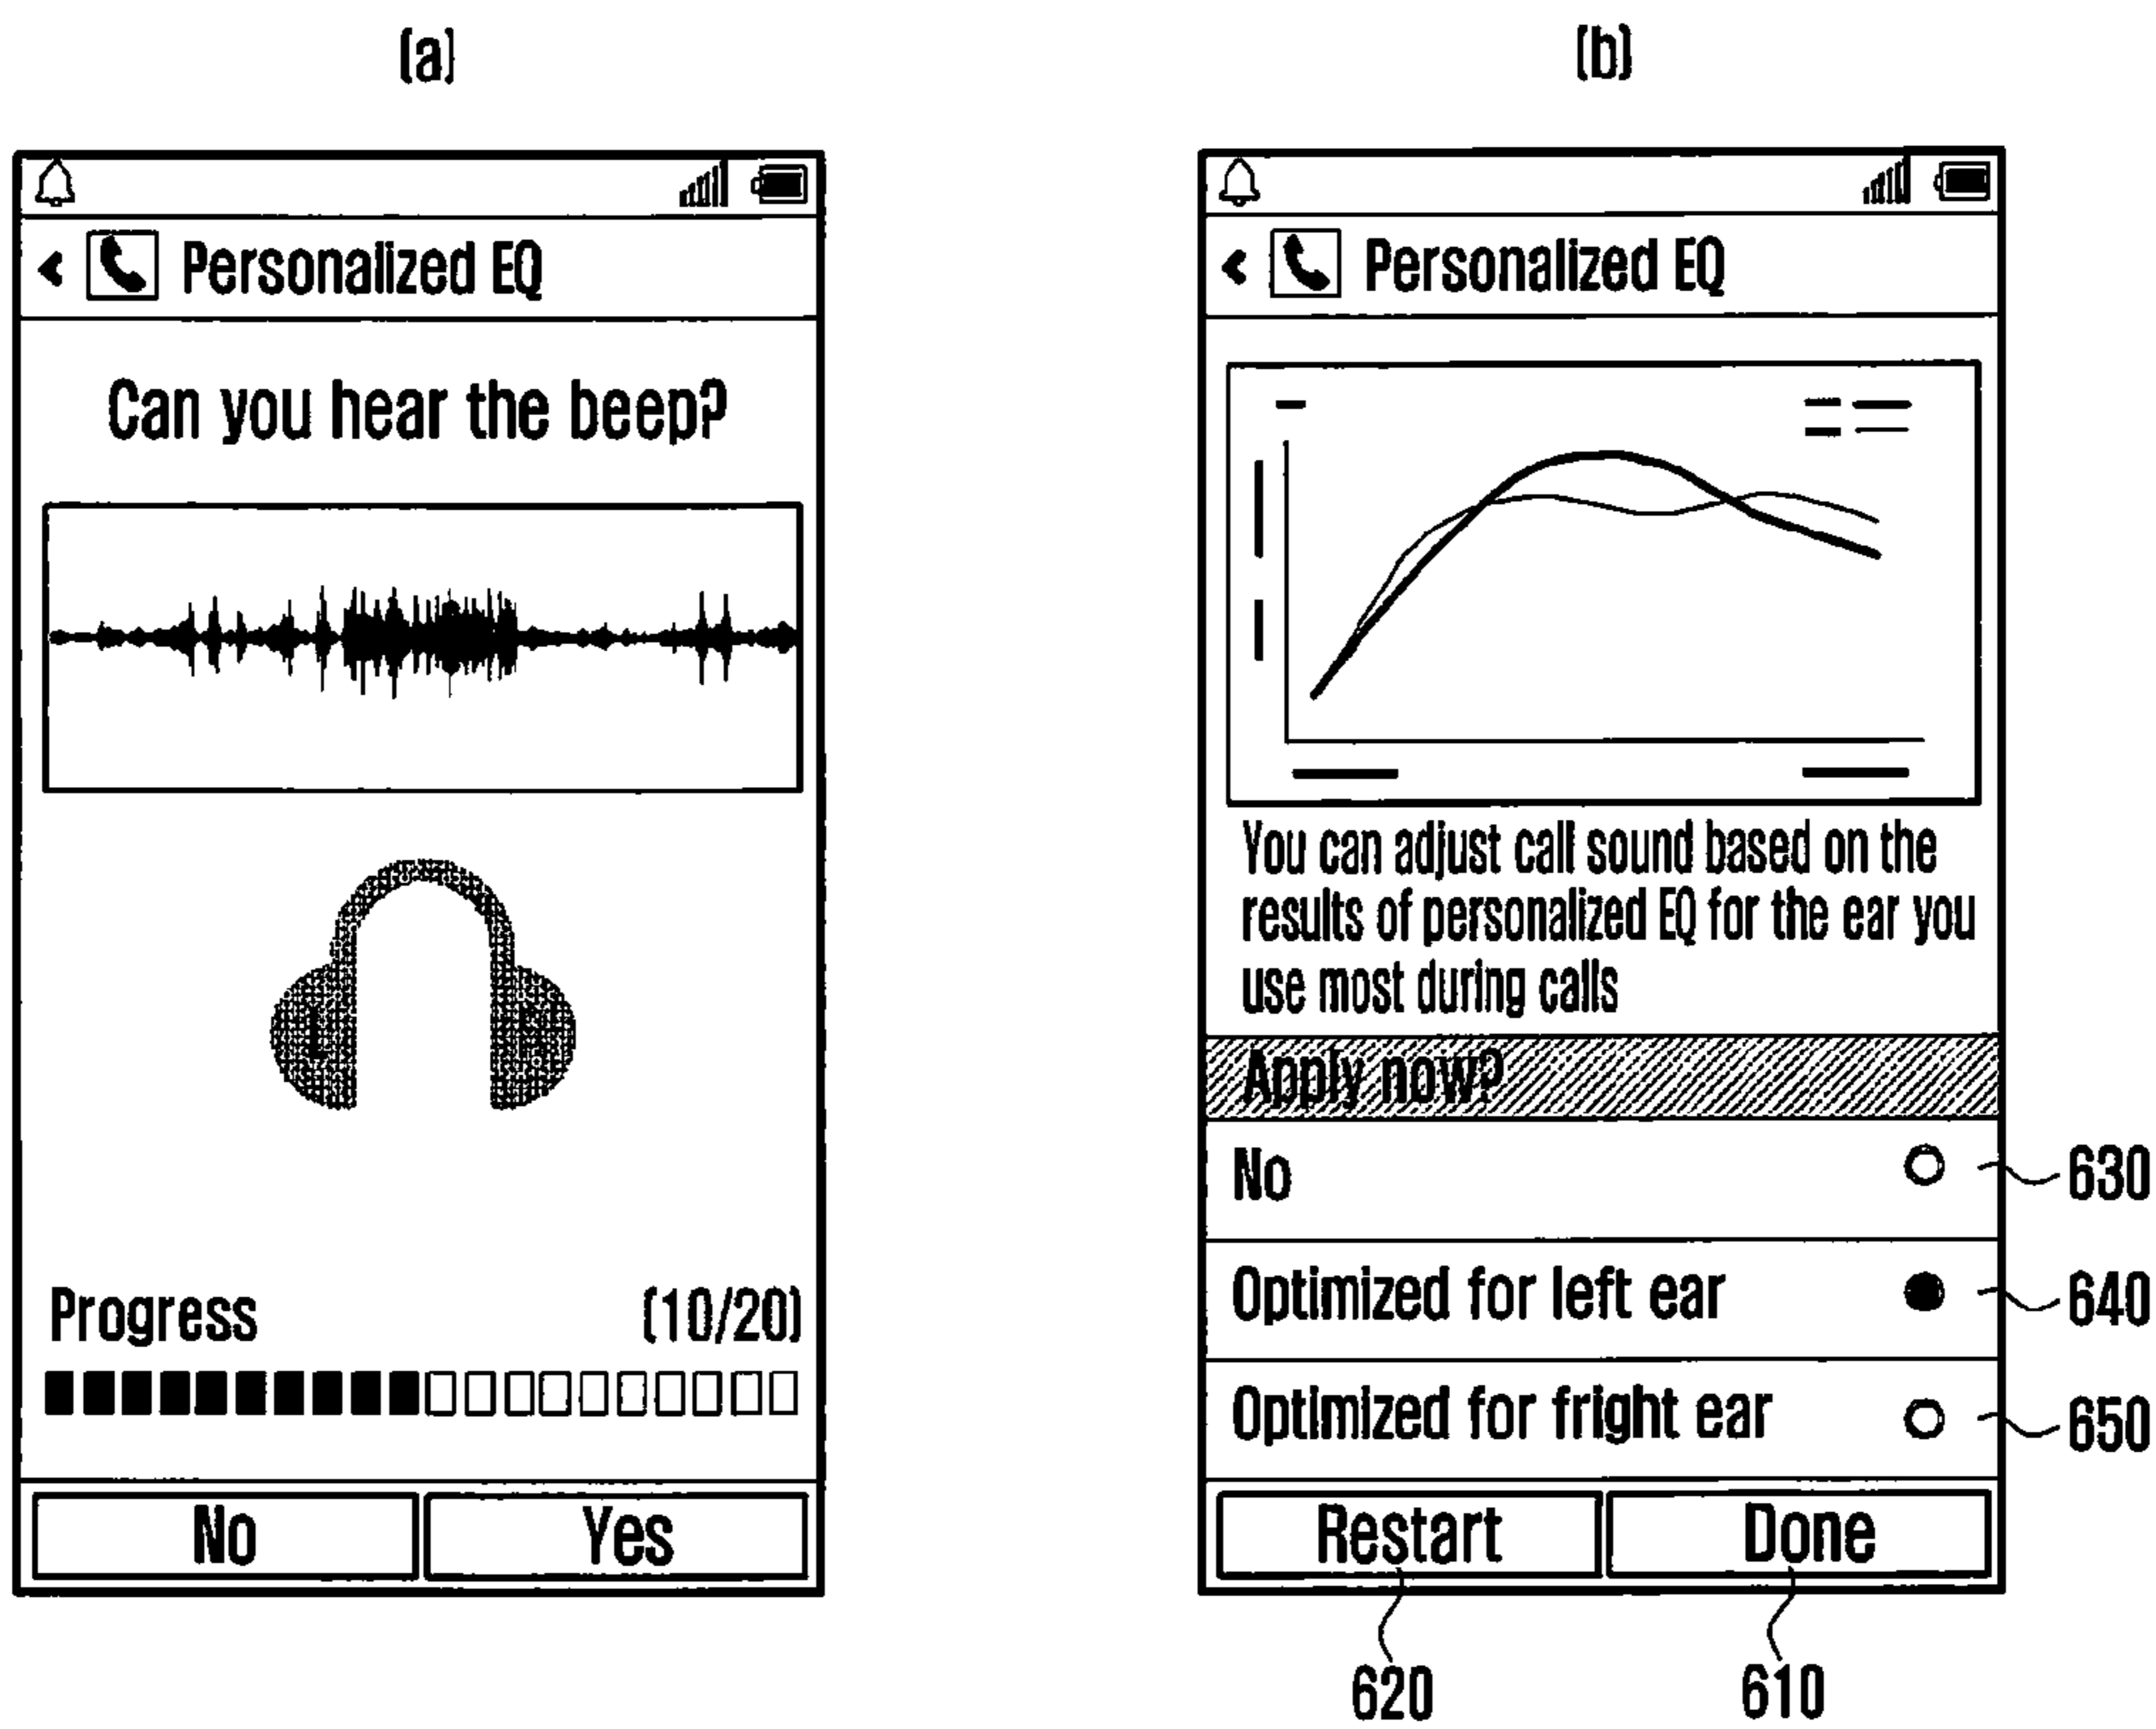 (a)
Personalized EQ
Can you hear the beep?
Progress (10/20)
No Yes
(b)
Personalized EQ
You can adjust call sound based on the
results of personalized EQ for the ear you
use most during calls
Apply now?
No 630
Optimized for left ear 640
Optimized for fright ear 650
Restart Done
620 610